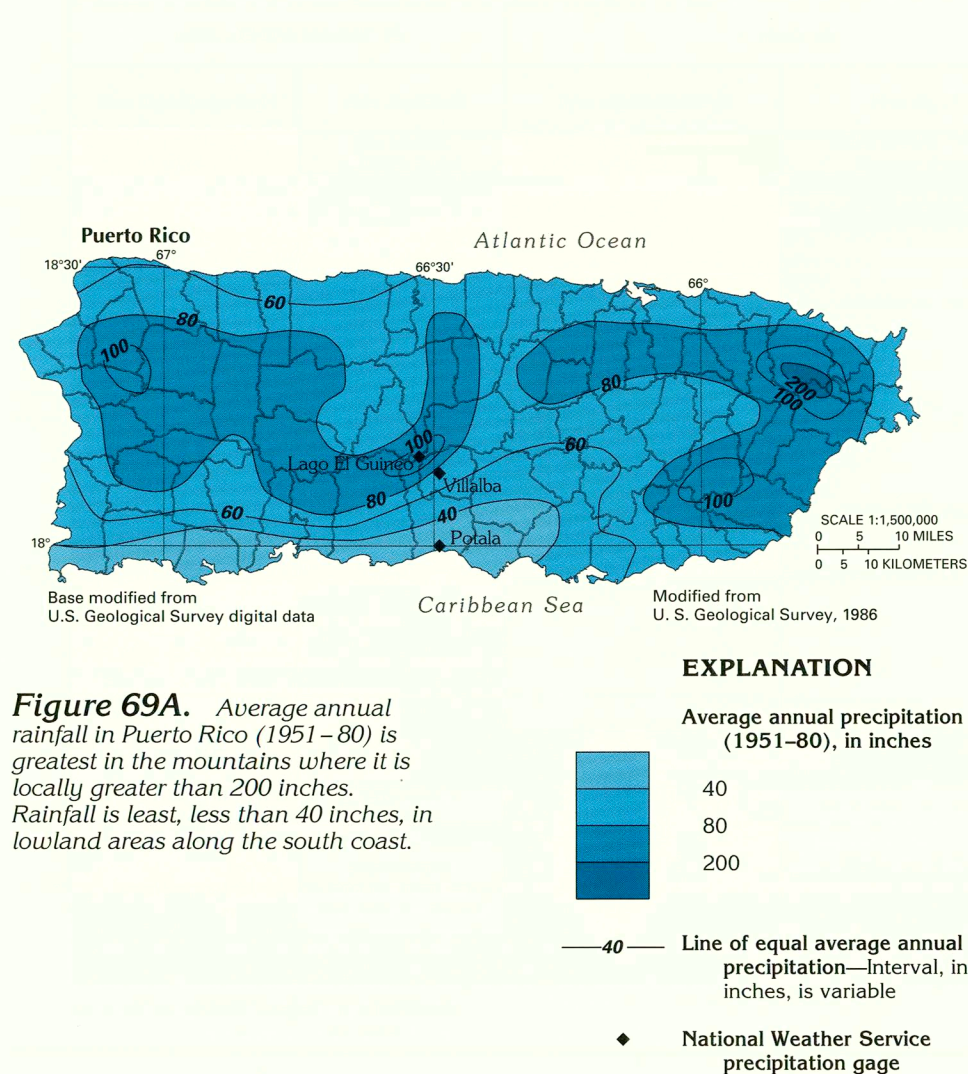 Puerto Rico
Atlantic Ocean
18°30'
67°
66°30'
66°
60
80
100
200
100
80
100
60
Lago El Guineo
Villalba
80
60
40
100
Potala
18°
SCALE 1:1,500,000
0 5 10 MILES
0 5 10 KILOMETERS
Base modified from
U.S. Geological Survey digital data
Caribbean Sea
Modified from
U. S. Geological Survey, 1986
Figure 69A. Average annual
rainfall in Puerto Rico (1951–80) is
greatest in the mountains where it is
locally greater than 200 inches.
Rainfall is least, less than 40 inches, in
lowland areas along the south coast.
EXPLANATION
Average annual precipitation
(1951–80), in inches
40
80
200
40
Line of equal average annual
precipitation—Interval, in
inches, is variable
National Weather Service
precipitation gage